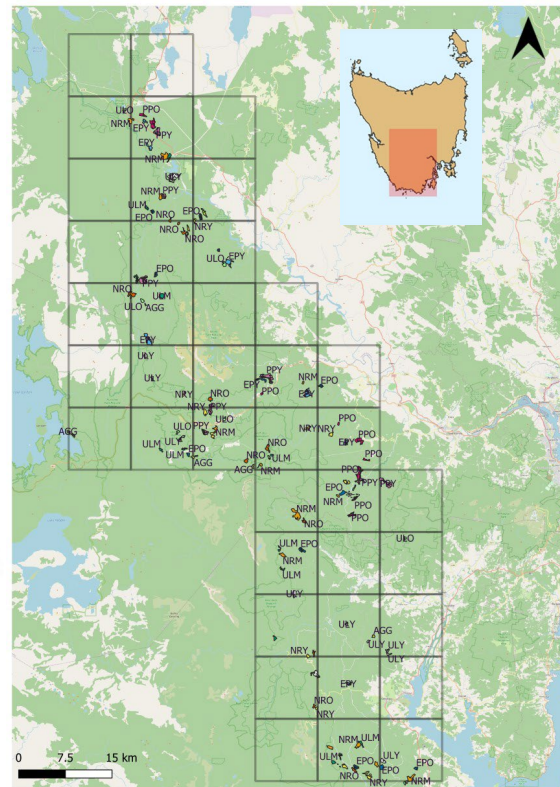 ULO PPO
NRM
EPY PPY
EPY
NRM
ULY
NRM PPY
ULM
EPO NRO EPO
NRO NRY
NRO
ULO EPY
EPO
PPY
NRO ULM
ULO AGG
EPY
ULY
ULY
PPY
EPY NRM EPO
PPO EPY
NRY NRO
NRY PPY
ULO PPO
AGG ULY PPY NRM NRY NRY EPY PPO
ULM EPO NRO
ULM AGG NRO ULM PPO
AGG NRM PPO
EPO PPY PPY
NRM PPO
NRM PPO
NRO
ULM EPO ULO
NRM
ULM
ULY
ULY AGG
ULY ULY
NRY ULY
EPY
NRO
NRY
NRM ULM
ULM EPO ULY
NRO EPO EPO
NRY NRM
0 7.5 15 km